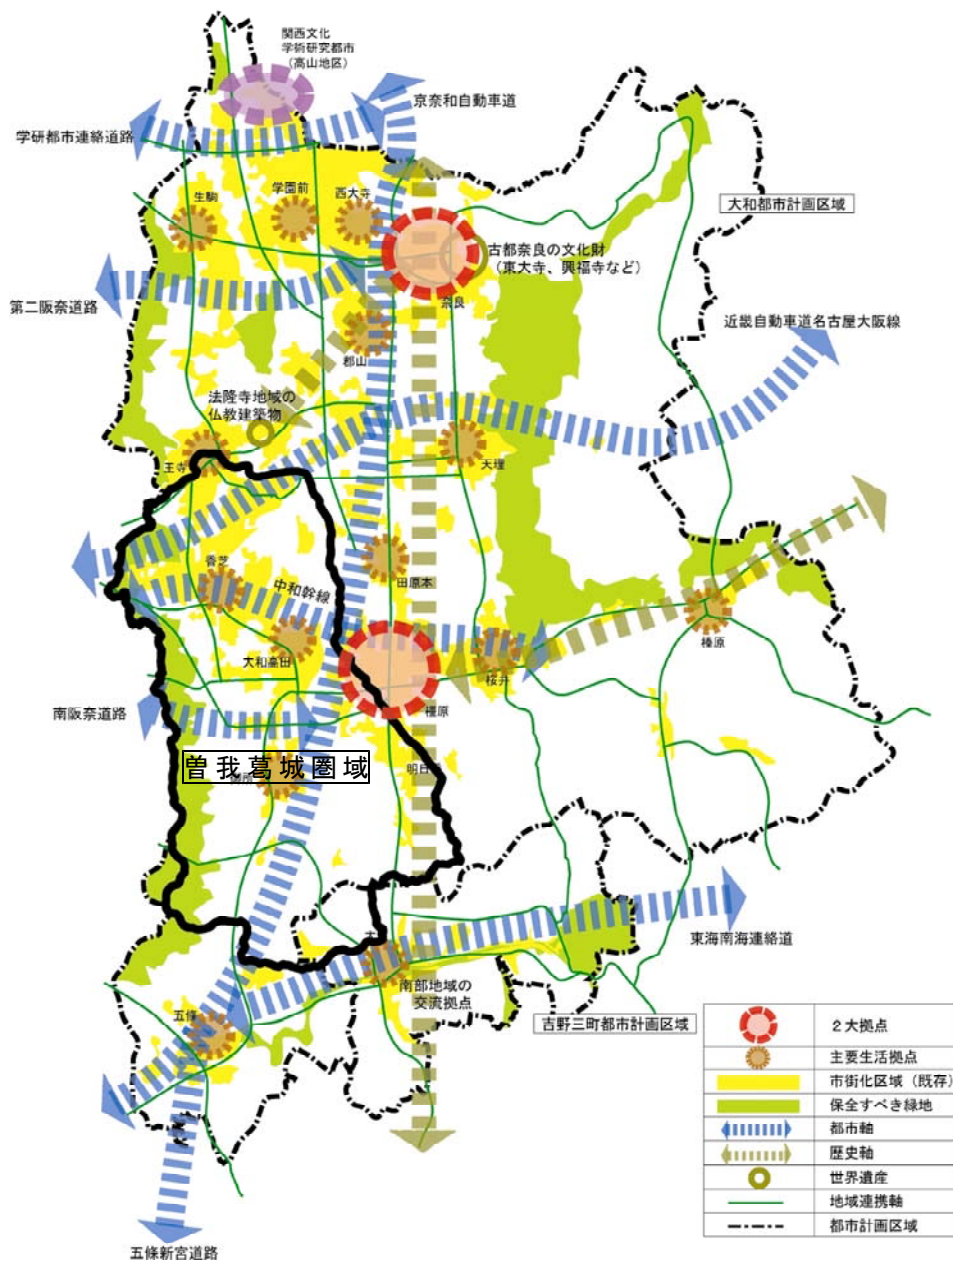 関西文化
学術研究都市
（高山地区）
京奈和自動車道
学研都市連絡道路
生駒
学園前
西大寺
大和都市計画区域
古都奈良の文化財
（東大寺、興福寺など）
奈良
第二阪奈道路
近畿自動車道名古屋大阪線
郡山
法隆寺地域の
仏教建築物
王寺
天理
香芝
中和幹線
田原本
榛原
大和高田
桜井
南阪奈道路
橿原
曽我葛城圏域
明日香
東海南海連絡道
南部地域の
交流拠点
五條
吉野三町都市計画区域
五條新宮道路
２大拠点
主要生活拠点
市街化区域（既存）
保全すべき緑地
都市軸
歴史軸
世界遺産
地域連携軸
都市計画区域